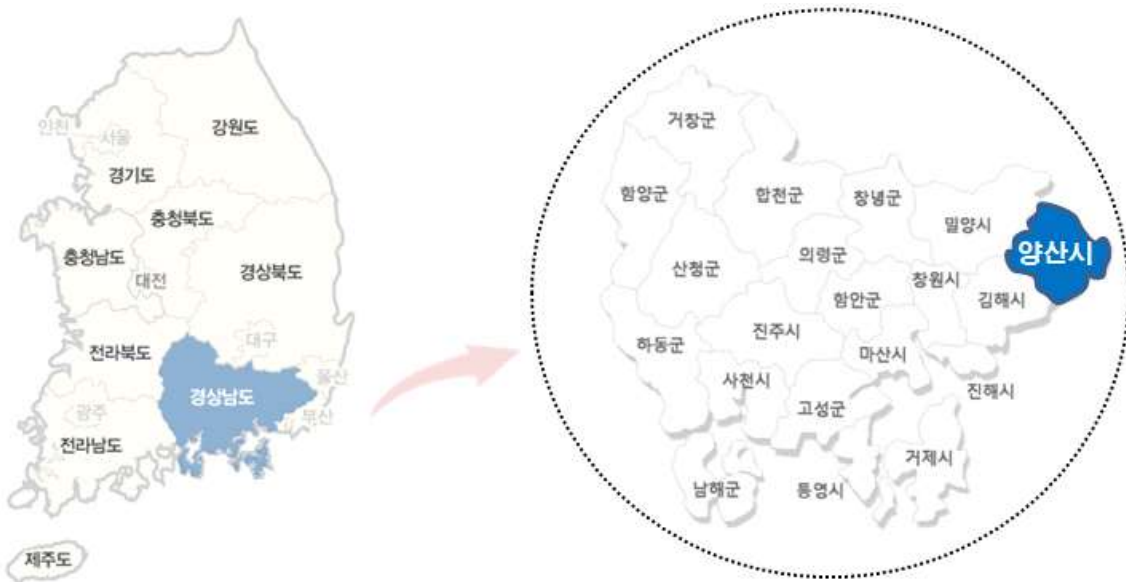 강원도
인천
서울
경기도
충청북도
충청남도
대전
경상북도
대구
전라북도
울산
경상남도
부산
광주
전라남도
제주도
거창군
함양군
합천군
창녕군
밀양시
양산시
산청군
의령군
창원시
김해시
함안군
하동군
진주시
마산시
사천시
진해시
고성군
거제시
남해군
통영시